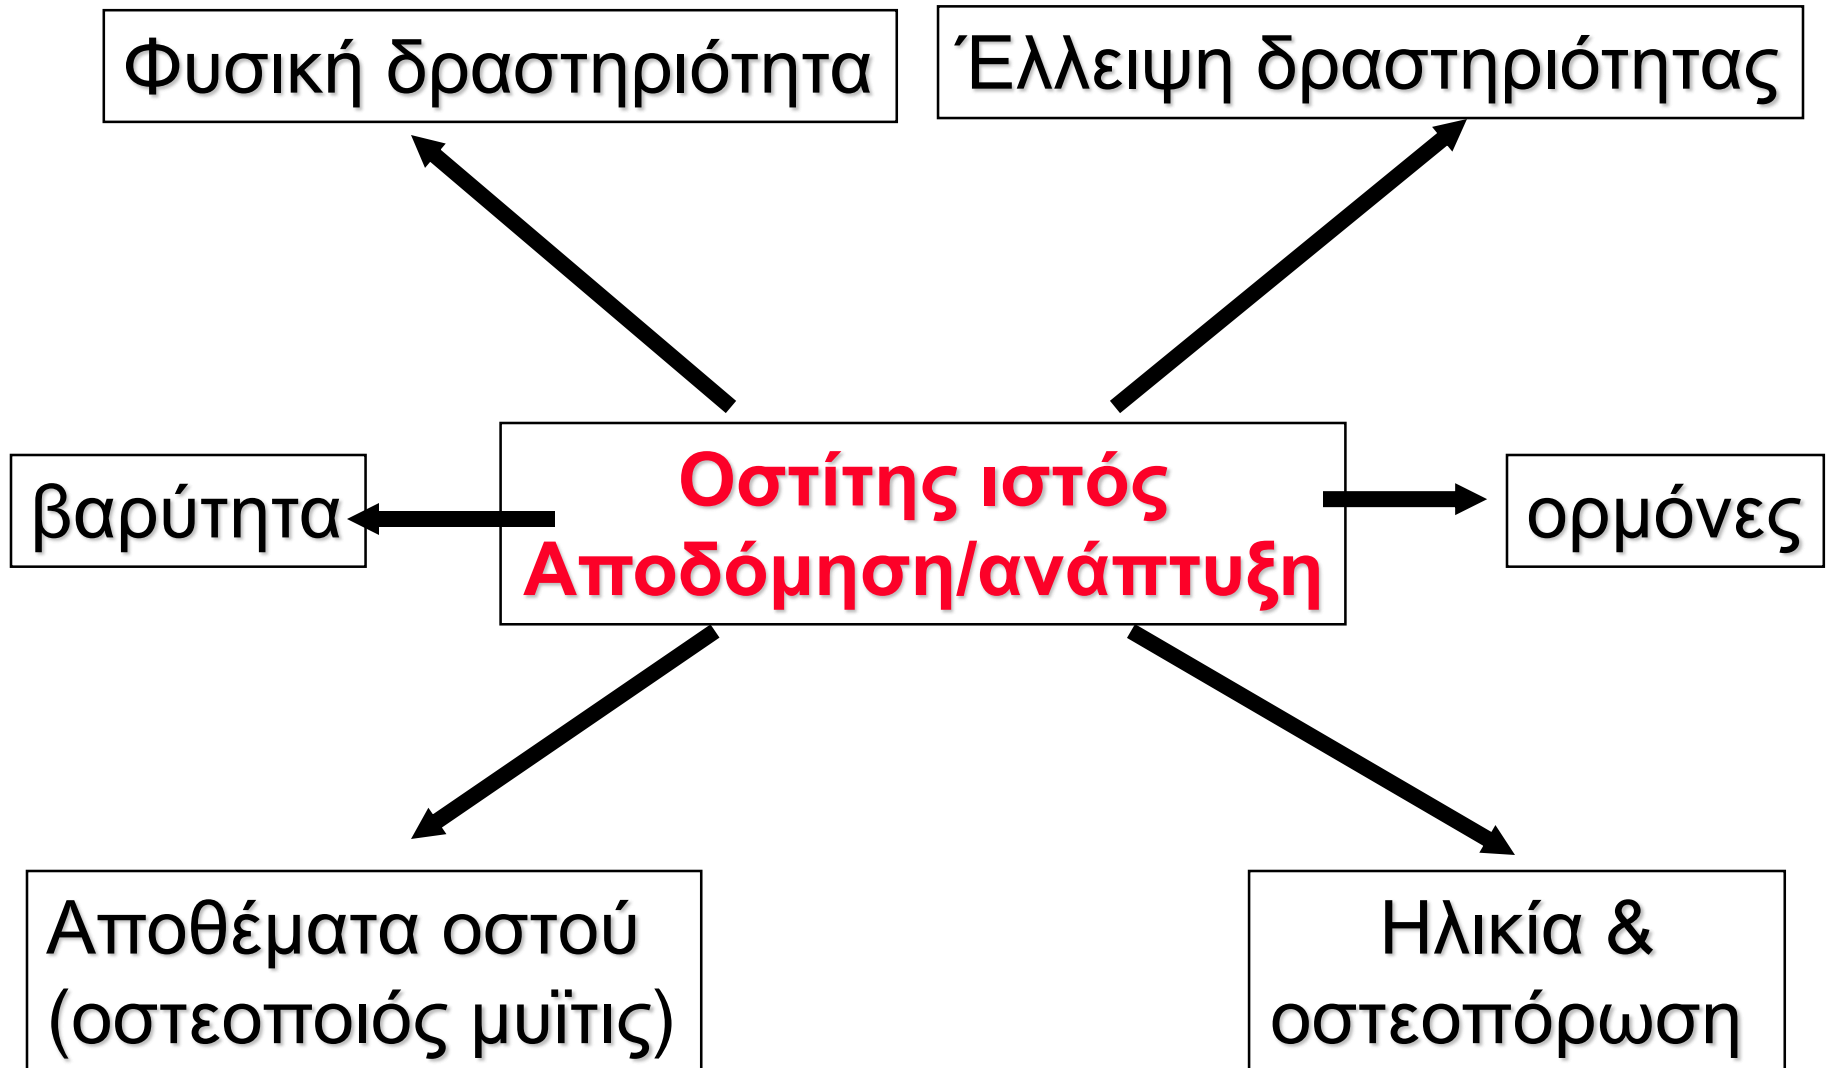 Φυσική δραστηριότητα
Έλλειψη δραστηριότητας
βαρύτητα
Οστίτης ιστός
Αποδόμηση/ανάπτυξη
ορμόνες
Αποθέματα οστού
(οστεοποιός μυϊτις)
Ηλικία &
οστεοπόρωση